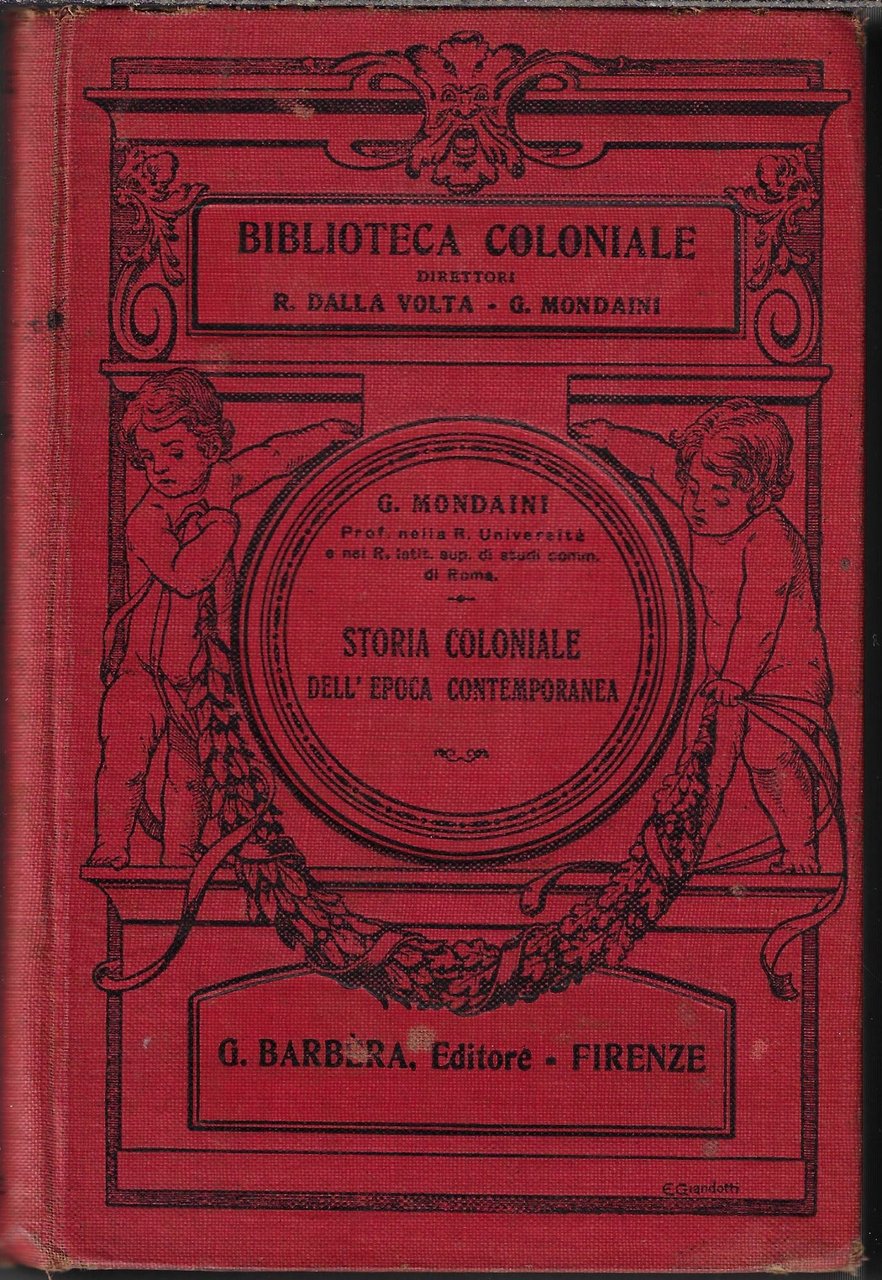 BIBLIOTECA COLONIALE
DIRETTORI
R. DALLA VOLTA - G. MONDAINI
G. MONDAINI
Prof. nella R. Università
e nei R. Istit. sup. di studi comm.
di Roma.
STORIA COLONIALE
DELL' EPOCA CONTEMPORANEA
G. BARBÈRA, Editore - FIRENZE
E. Giandotti